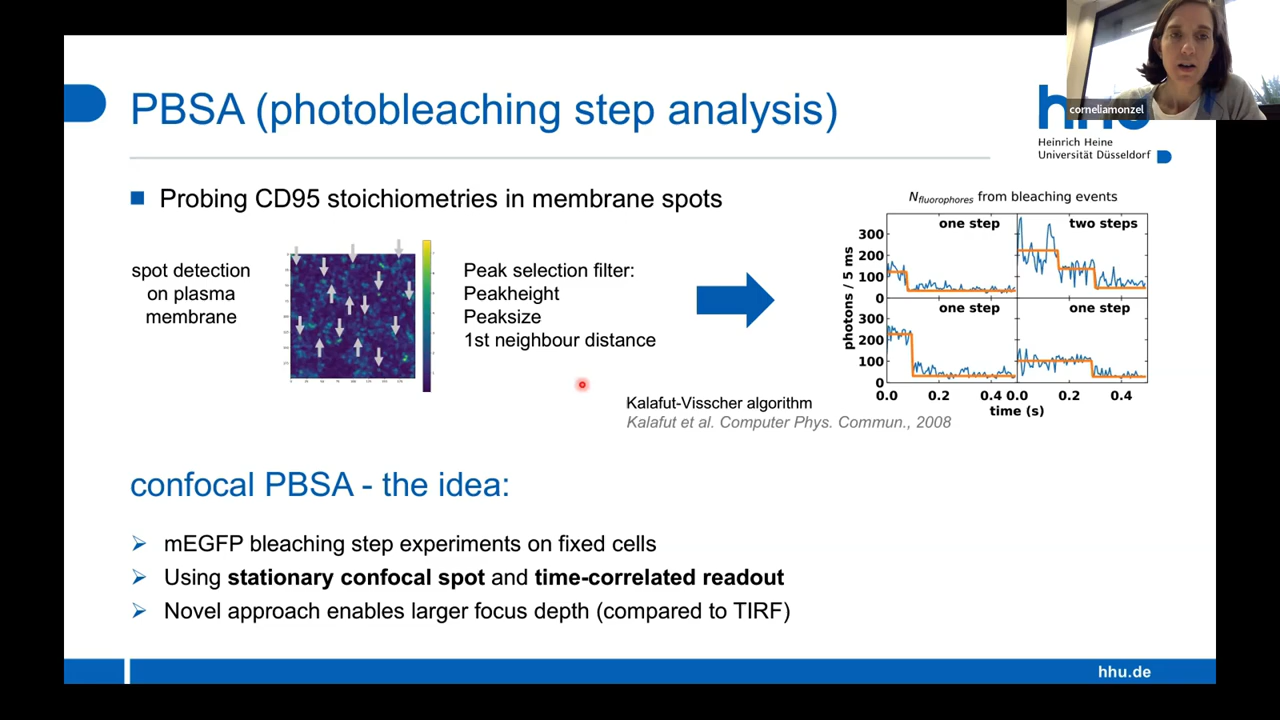 corneliamonzel
hhu
Heinrich Heine
Universität Düsseldorf
PBSA (photobleaching step analysis)
Probing CD95 stoichiometries in membrane spots
spot detection
on plasma
membrane
Peak selection filter:
Peakheight
Peaksize
1st neighbour distance
Nfluorophores from bleaching events
one step
two steps
one step
one step
photons / 5 ms
300
200
100
0
300
200
100
0
0.0 0.2 0.4 0.0 0.2 0.4
time (s)
Kalafut-Visscher algorithm
Kalafut et al. Computer Phys. Commun., 2008
confocal PBSA - the idea:
mEGFP bleaching step experiments on fixed cells
Using stationary confocal spot and time-correlated readout
Novel approach enables larger focus depth (compared to TIRF)
hhu.de